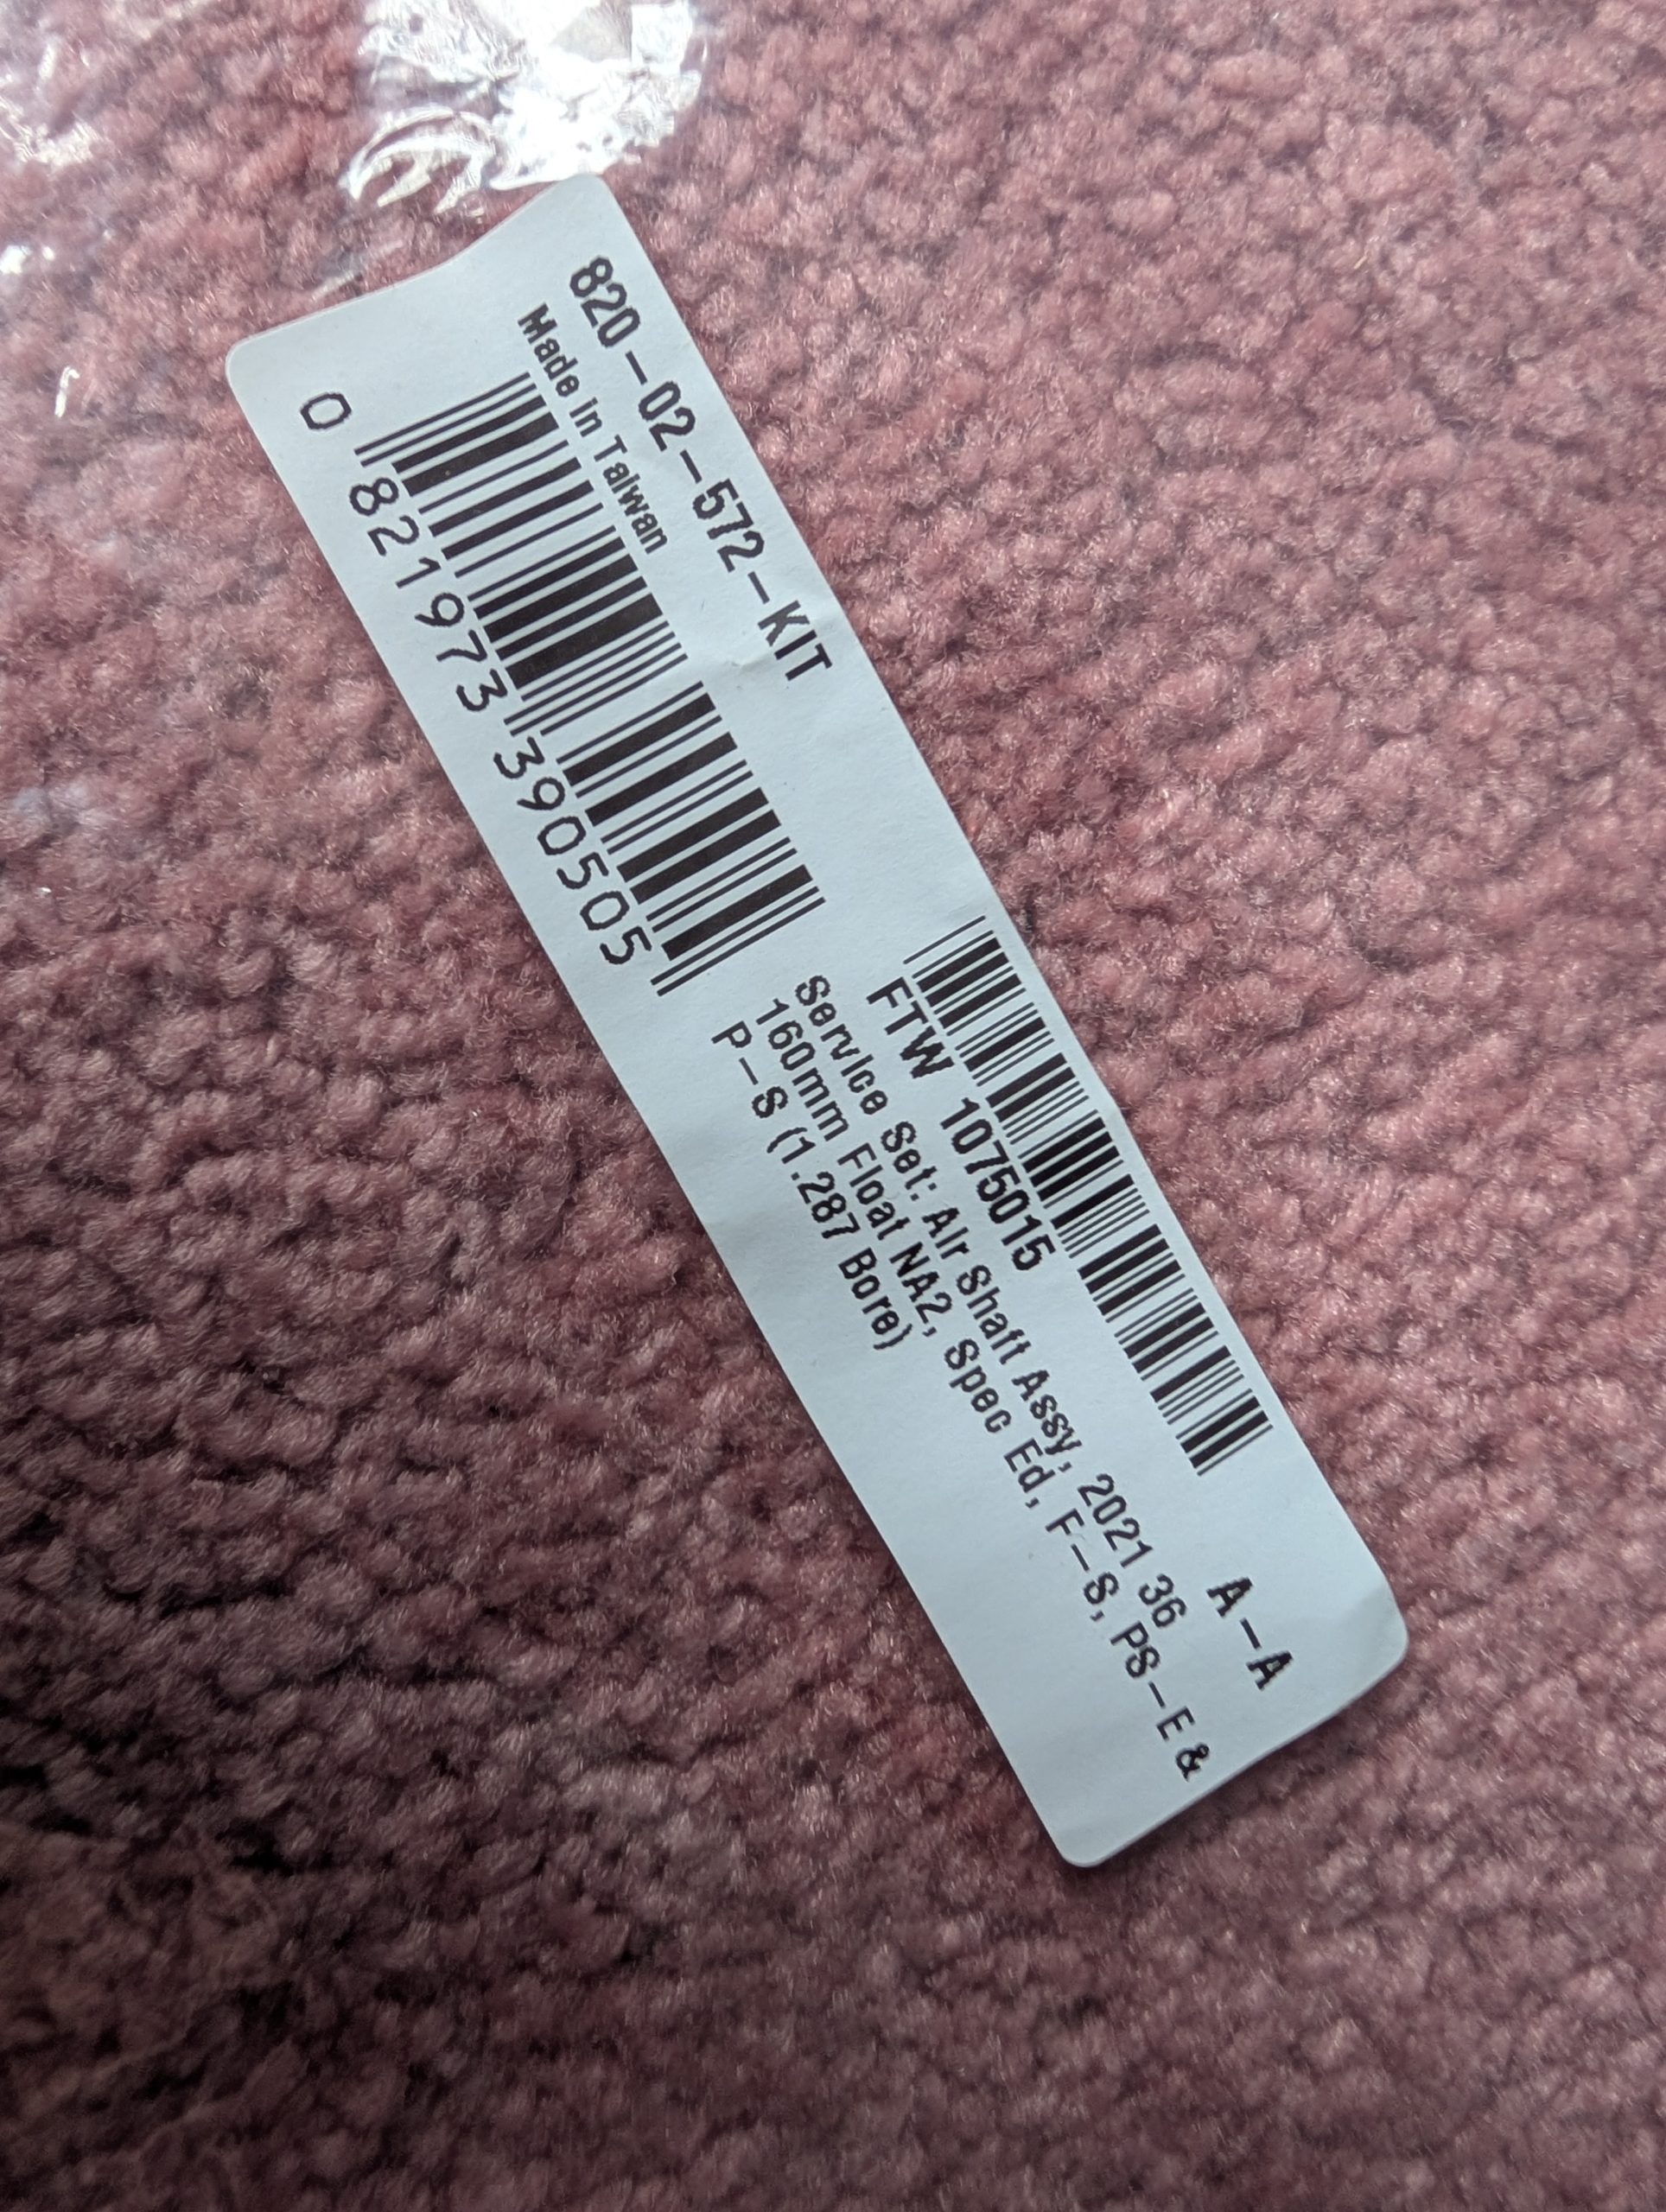 820-02-572-KIT
Made in Taiwan
0 821973 390505
FTW 1075015
A-A
Service Set: Air Shaft Assy, 2021 36
160mm Float NA2, Spec Ed, F-S, PS-E &
P-S (1.287 Bore)